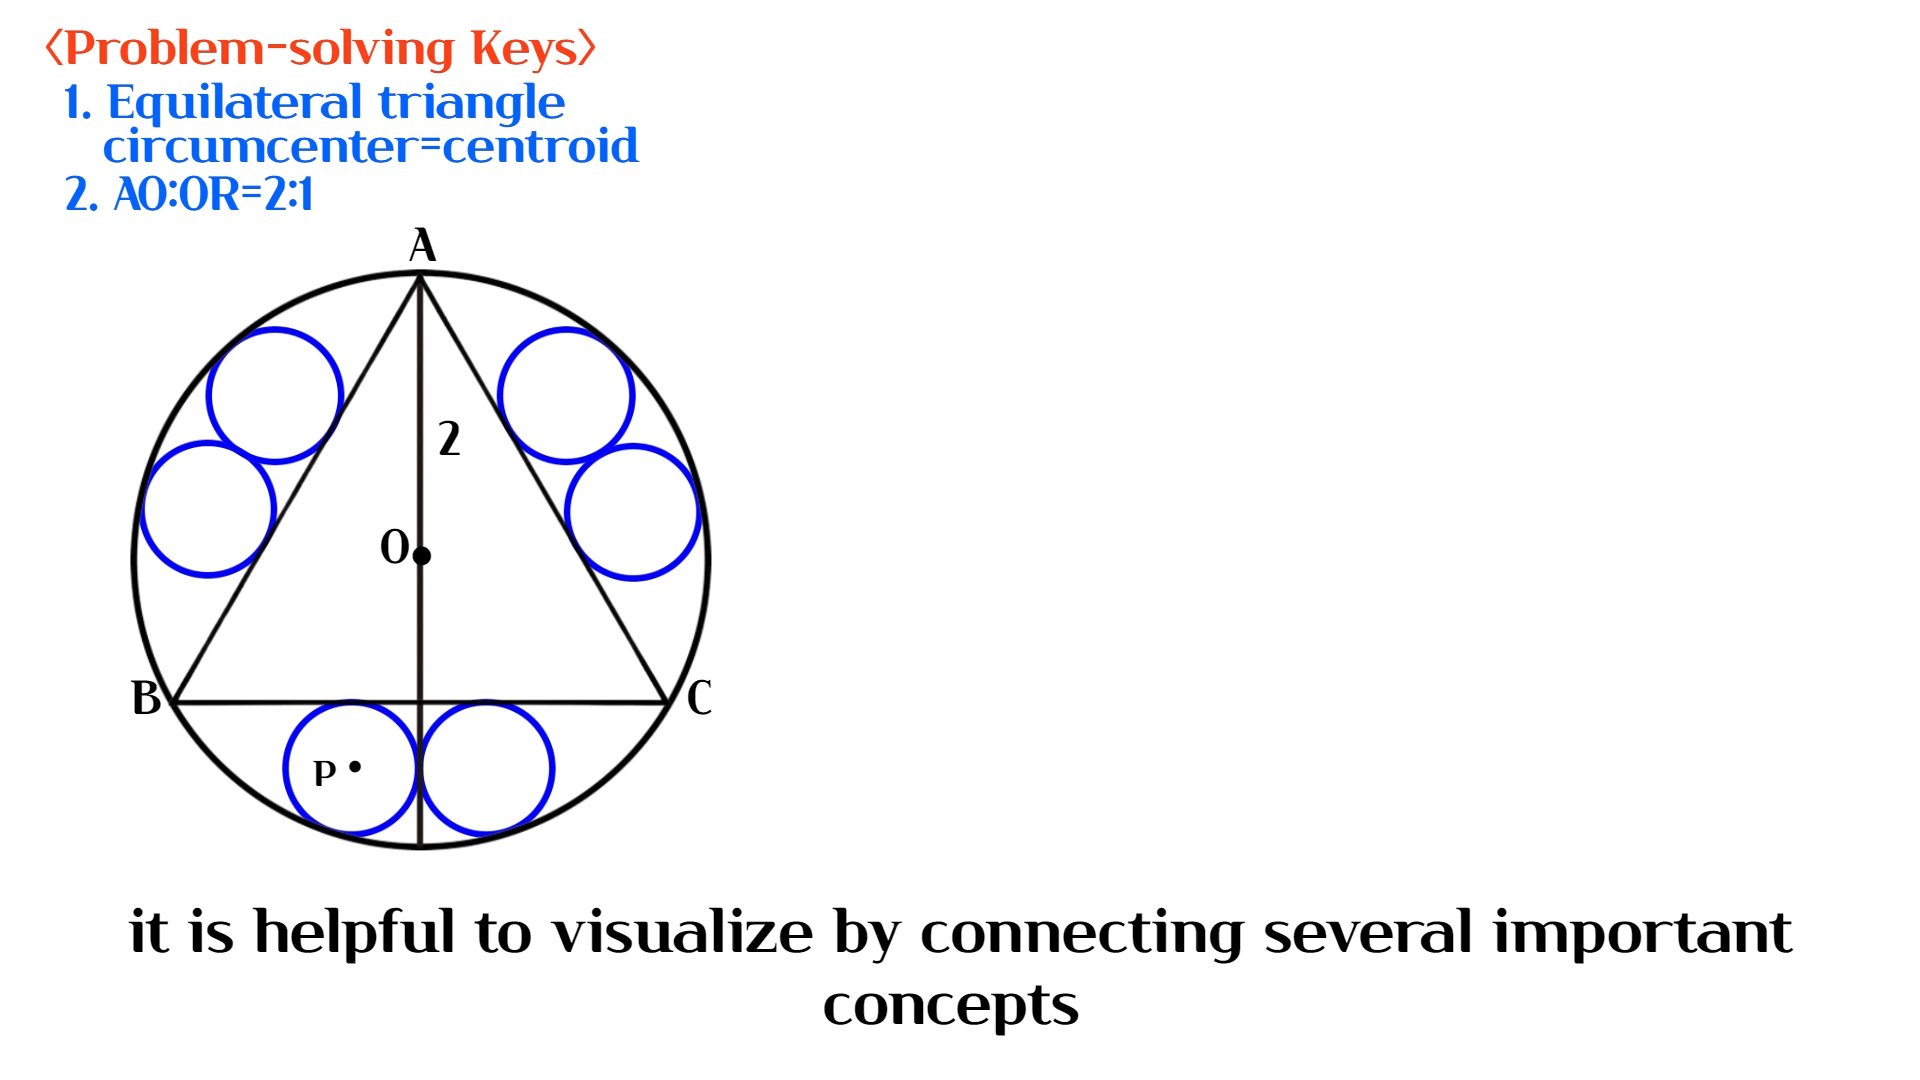 <Problem-solving Keys>
1. Equilateral triangle
circumcenter=centroid
2. AO:OR=2:1
A
2
O
B
C
P
it is helpful to visualize by connecting several important
concepts